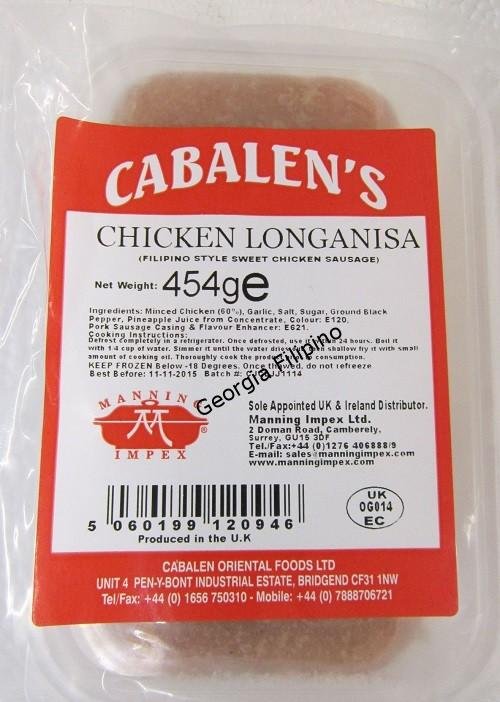 CABALEN'S
CHICKEN LONGANISA
(FILIPINO STYLE SWEET CHICKEN SAUSAGE)
Net Weight: 454g℮
Ingredients: Minced Chicken (60%), Garlic, Salt, Sugar, Ground Black
Pepper, Pineapple Juice from Concentrate, Colour: E120,
Pork Sausage Casing & Flavour Enhancer: E621.
Cooking Instructions:
Defrost completely in a refrigerator. Once defrosted, use 24 hours. Boil it
with 1/4 cup of water. Simmer it until the water shallow fry it with small
amount of cooking oil. Thoroughly cook the consumption.
KEEP FROZEN Below -18 Degrees. Once thawed, do not refreeze
Best Before: 11-11-2015 Batch #: 1114
Georgia Filipino
MANNING
IMPEX
®
Sole Appointed UK & Ireland Distributor.
Manning Impex Ltd.
2 Doman Road, Camberely,
Surrey, GU15 3DF
Tel./Fax:+44 (0)1276 406888/9
E-mail: sales@manningimpex.com
www.manningimpex.com
5 060199 120946
Produced in the U.K
UK
OG014
EC
CABALEN ORIENTAL FOODS LTD
UNIT 4 PEN-Y-BONT INDUSTRIAL ESTATE, BRIDGEND CF31 1NW
Tel/Fax: +44 (0) 1656 750310 - Mobile: +44 (0) 7888706721